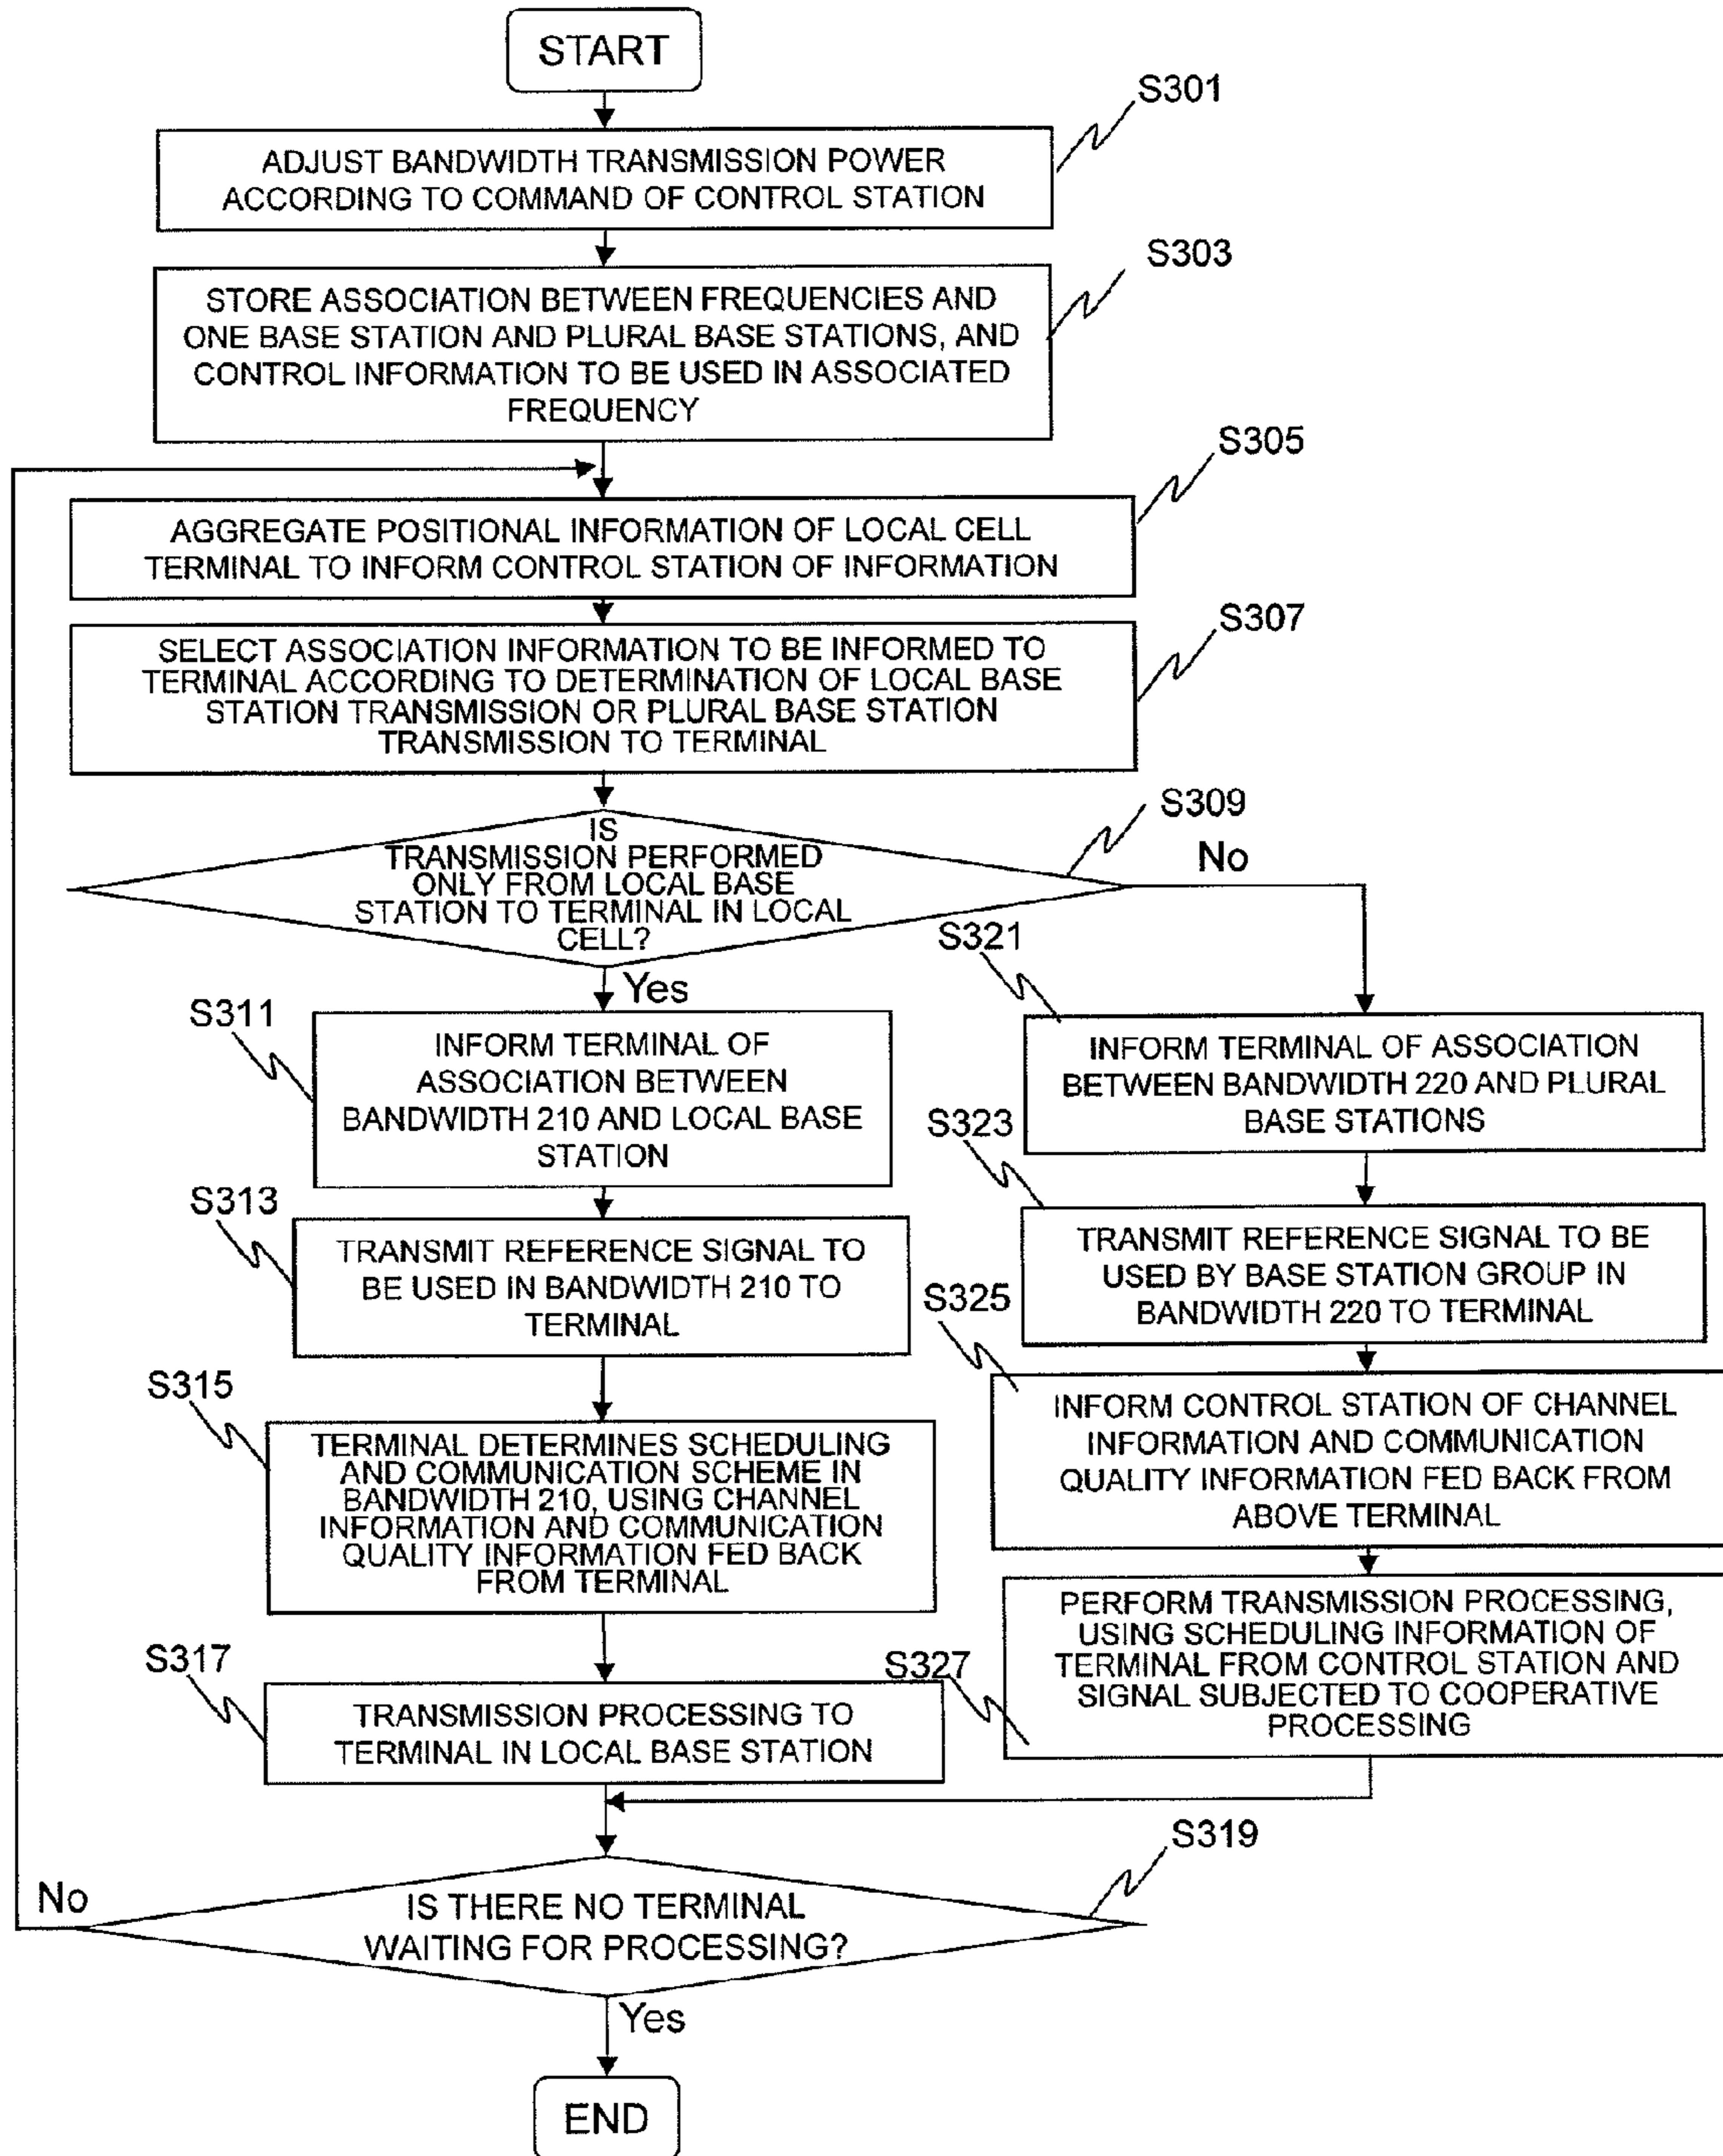 START
S301
ADJUST BANDWIDTH TRANSMISSION POWER
ACCORDING TO COMMAND OF CONTROL STATION
S303
STORE ASSOCIATION BETWEEN FREQUENCIES AND
ONE BASE STATION AND PLURAL BASE STATIONS, AND
CONTROL INFORMATION TO BE USED IN ASSOCIATED
FREQUENCY
S305
AGGREGATE POSITIONAL INFORMATION OF LOCAL CELL
TERMINAL TO INFORM CONTROL STATION OF INFORMATION
S307
SELECT ASSOCIATION INFORMATION TO BE INFORMED TO
TERMINAL ACCORDING TO DETERMINATION OF LOCAL BASE
STATION TRANSMISSION OR PLURAL BASE STATION
TRANSMISSION TO TERMINAL
S309
IS
TRANSMISSION PERFORMED
ONLY FROM LOCAL BASE
STATION TO TERMINAL IN LOCAL
CELL?
No
Yes
S311
INFORM TERMINAL OF
ASSOCIATION BETWEEN
BANDWIDTH 210 AND LOCAL BASE
STATION
S313
TRANSMIT REFERENCE SIGNAL TO
BE USED IN BANDWIDTH 210 TO
TERMINAL
S315
TERMINAL DETERMINES SCHEDULING
AND COMMUNICATION SCHEME IN
BANDWIDTH 210, USING CHANNEL
INFORMATION AND COMMUNICATION
QUALITY INFORMATION FED BACK
FROM TERMINAL
S317
TRANSMISSION PROCESSING TO
TERMINAL IN LOCAL BASE STATION
S321
INFORM TERMINAL OF ASSOCIATION
BETWEEN BANDWIDTH 220 AND PLURAL
BASE STATIONS
S323
TRANSMIT REFERENCE SIGNAL TO BE
USED BY BASE STATION GROUP IN
BANDWIDTH 220 TO TERMINAL
S325
INFORM CONTROL STATION OF CHANNEL
INFORMATION AND COMMUNICATION
QUALITY INFORMATION FED BACK FROM
ABOVE TERMINAL
S327
PERFORM TRANSMISSION PROCESSING,
USING SCHEDULING INFORMATION OF
TERMINAL FROM CONTROL STATION AND
SIGNAL SUBJECTED TO COOPERATIVE
PROCESSING
S319
IS THERE NO TERMINAL
WAITING FOR PROCESSING?
No
Yes
END